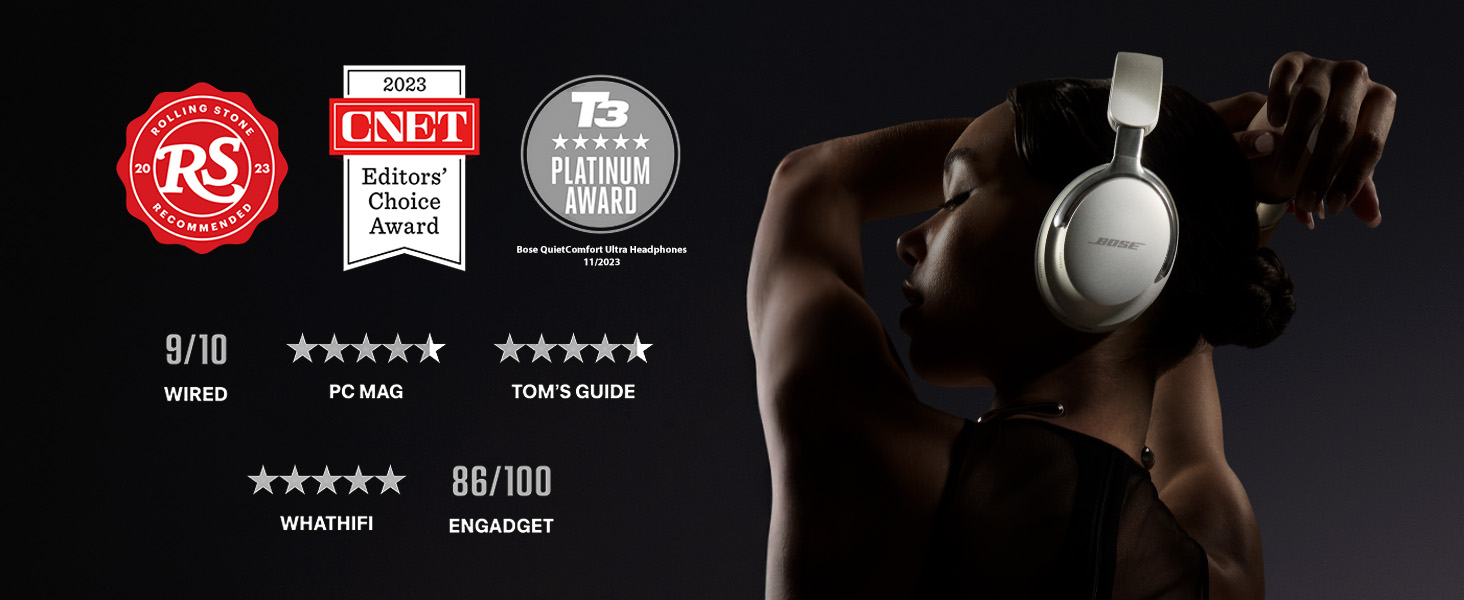 ROLLING STONE
20 RS 23
RECOMMENDED
2023
CNET
Editors’
Choice
Award
T3
PLATINUM
AWARD
Bose QuietComfort Ultra Headphones
11/2023
BOSE
9/10
WIRED
PC MAG
TOM’S GUIDE
WHATHIFI
86/100
ENGADGET